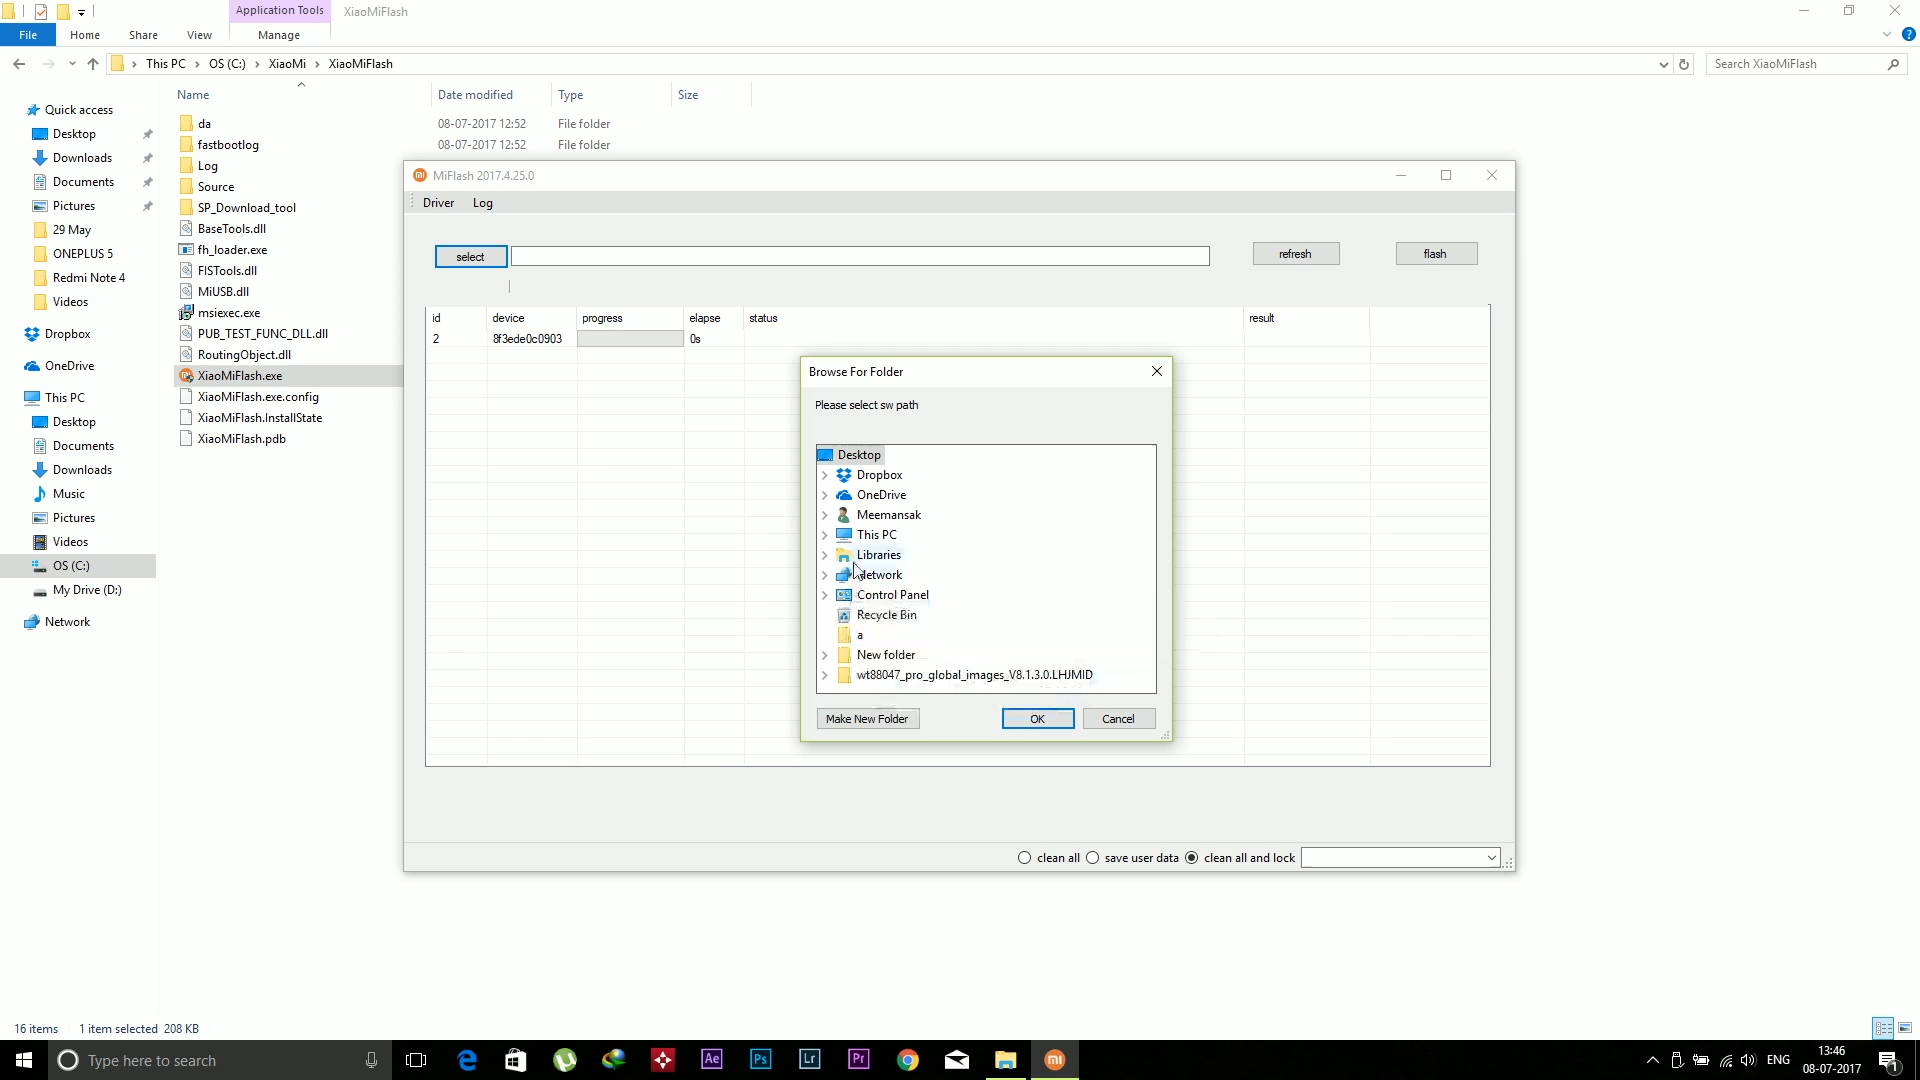 Application Tools
XiaoMiFlash
File
Home
Share
View
Manage
This PC
OS (C:)
XiaoMi
XiaoMiFlash
Search XiaoMiFlash
Quick access
Desktop
Downloads
Documents
Pictures
29 May
ONEPLUS 5
Redmi Note 4
Videos
Dropbox
OneDrive
This PC
Desktop
Documents
Downloads
Music
Pictures
Videos
OS (C:)
My Drive (D:)
Network
Name
Date modified
Type
Size
da
08-07-2017 12:52
File folder
fastbootlog
08-07-2017 12:52
File folder
Log
Source
SP_Download_tool
BaseTools.dll
fh_loader.exe
FISTools.dll
MiUSB.dll
msiexec.exe
PUB_TEST_FUNC_DLL.dll
RoutingObject.dll
XiaoMiFlash.exe
XiaoMiFlash.exe.config
XiaoMiFlash.InstallState
XiaoMiFlash.pdb
MiFlash 2017.4.25.0
Driver
Log
select
refresh
flash
id
device
progress
elapse
status
result
2
8f3ede0c0903
0s
Browse For Folder
Please select sw path
Desktop
Dropbox
OneDrive
Meemansak
This PC
Libraries
Network
Control Panel
Recycle Bin
a
New folder
wt88047_pro_global_images_V8.1.3.0.LHJMID
Make New Folder
OK
Cancel
clean all
save user data
clean all and lock
16 items
1 item selected 208 KB
Type here to search
Ae
Ps
Lr
Pr
ENG
13:46
08-07-2017
1